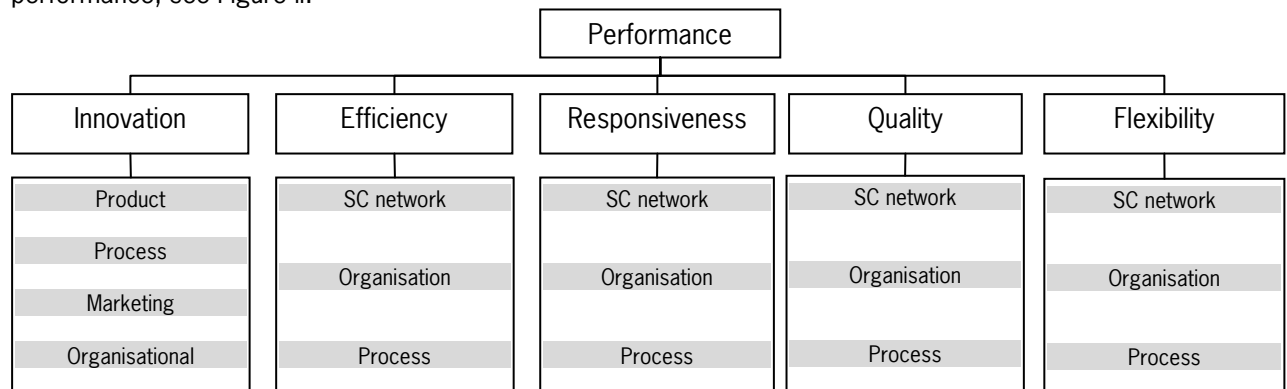 performance, see Figure ii.
Performance
Innovation
Efficiency
Responsiveness
Quality
Flexibility
Product
Process
Marketing
Organisational
SC network
Organisation
Process
SC network
Organisation
Process
SC network
Organisation
Process
SC network
Organisation
Process